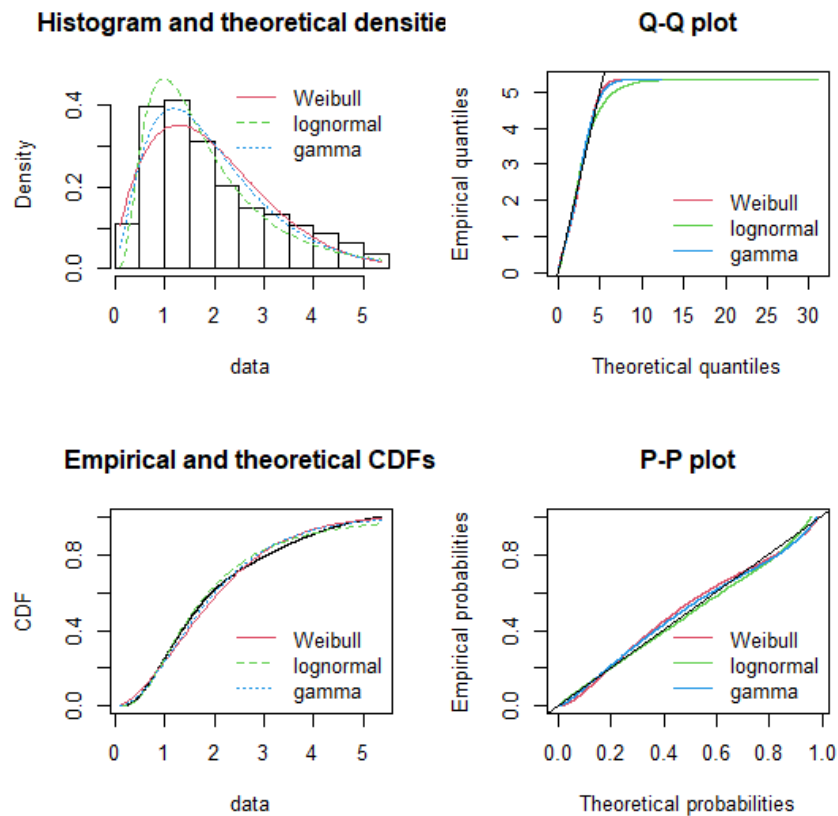 Histogram and theoretical densitie
Density
0.0
0.2
0.4
Weibull
lognormal
gamma
0 1 2 3 4 5
data
Q-Q plot
Empirical quantiles
0 1 2 3 4 5
Weibull
lognormal
gamma
0 5 10 15 20 25 30
Theoretical quantiles
Empirical and theoretical CDFs
CDF
0.0 0.4 0.8
Weibull
lognormal
gamma
0 1 2 3 4 5
data
P-P plot
Empirical probabilities
0.0 0.4 0.8
Weibull
lognormal
gamma
0.0 0.2 0.4 0.6 0.8 1.0
Theoretical probabilities